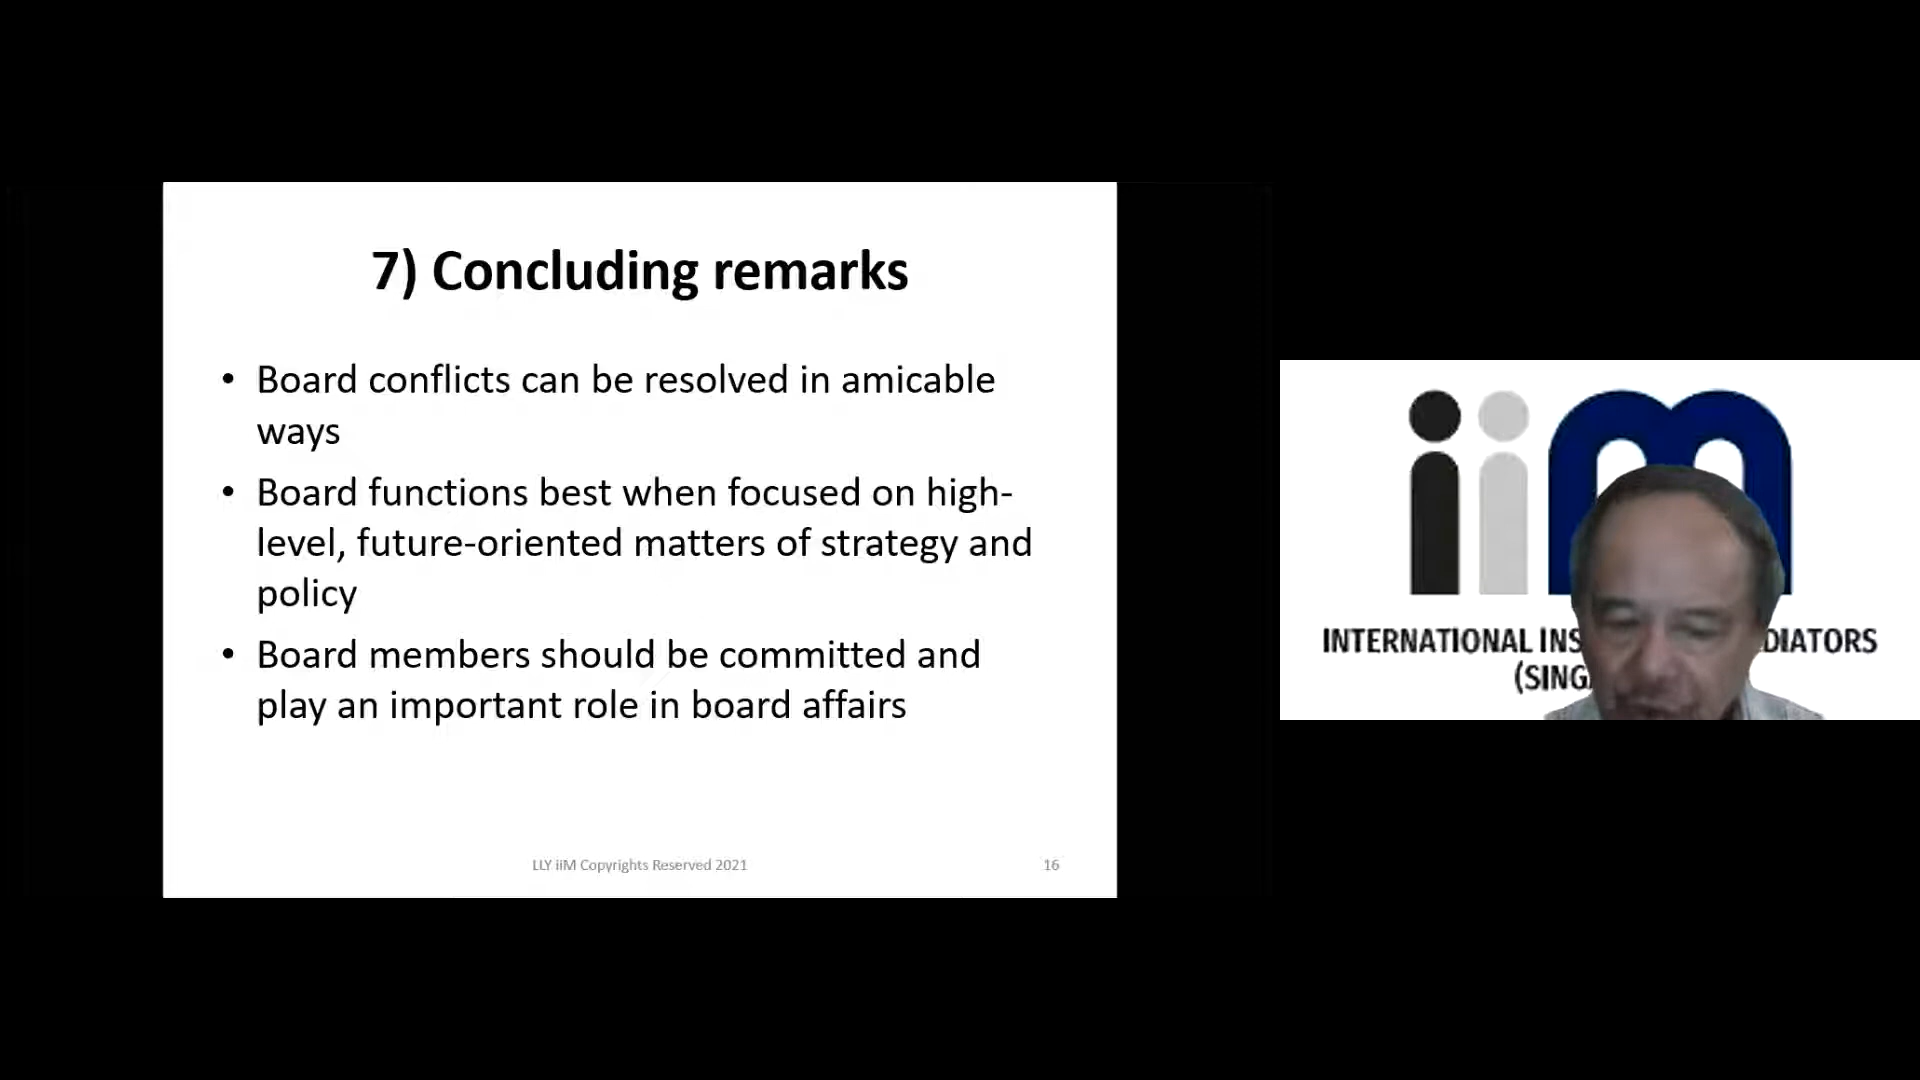 7) Concluding remarks
• Board conflicts can be resolved in amicable
ways
• Board functions best when focused on high-
level, future-oriented matters of strategy and
policy
• Board members should be committed and
play an important role in board affairs
LLY iiM Copyrights Reserved 2021
16
iim
INTERNATIONAL INS DIATORS
(SING